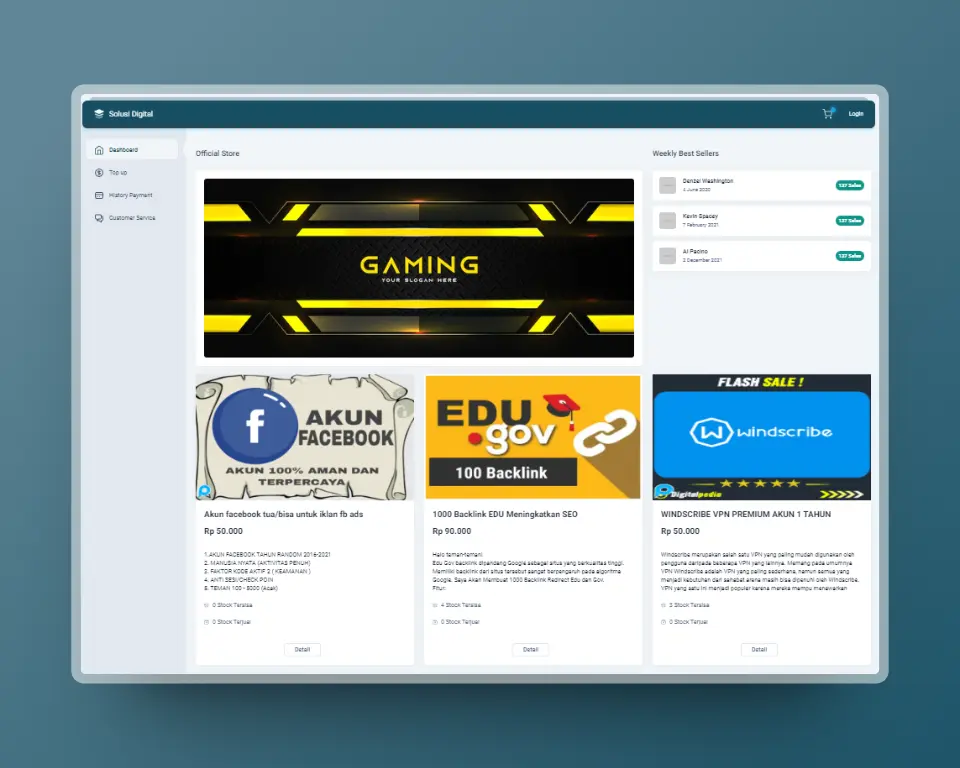 Solusi Digital
Login
Dashboard
Top up
History Payment
Customer Service
Official Store
GAMING
YOUR SLOGAN HERE
Weekly Best Sellers
Denzel Washington
4 June 2020
137 Sales
Kevin Spacey
7 February 2021
137 Sales
Al Pacino
2 December 2021
137 Sales
f
AKUN
FACEBOOK
AKUN 100% AMAN DAN
TERPERCAYA
Akun facebook tua/bisa untuk iklan fb ads
Rp 50.000
1.AKUN FACEBOOK TAHUN RANDOM 2016-2021
2. MANUSIA NYATA (AKTIVITAS PENUH)
3. FAKTOR KODE AKTIF 2 ( KEAMANAN )
4. ANTI SESI/CHECK POIN
5. TEMAN 100 - 5000 (Acak)
0 Stock Tersisa
0 Stock Terjual
Detail
EDU
.gov
100 Backlink
1000 Backlink EDU Meningkatkan SEO
Rp 90.000
Halo teman-teman!
Edu Gov backlink dipandang Google sebagai situs yang berkualitas tinggi.
Memiliki backlink dari situs tersebut sangat berpengaruh pada algoritma
Google. Saya Akan Membuat 1000 Backlink Redirect Edu dan Gov.
Fitur:
4 Stock Tersisa
0 Stock Terjual
Detail
FLASH SALE !
windscribe
Digitalpedia
WINDSCRIBE VPN PREMIUM AKUN 1 TAHUN
Rp 50.000
Windscribe merupakan salah satu VPN yang paling mudah digunakan oleh
pengguna daripada beberapa VPN yang lainnya. Memang pada umumnya
VPN Windscribe adalah VPN yang paling sederhana, namun semua yang
menjadi kebutuhan dan sahabat arena masih bisa dipenuhi oleh Windscribe.
VPN yang satu ini menjadi populer karena mereka mampu menawarkan
5 Stock Tersisa
0 Stock Terjual
Detail